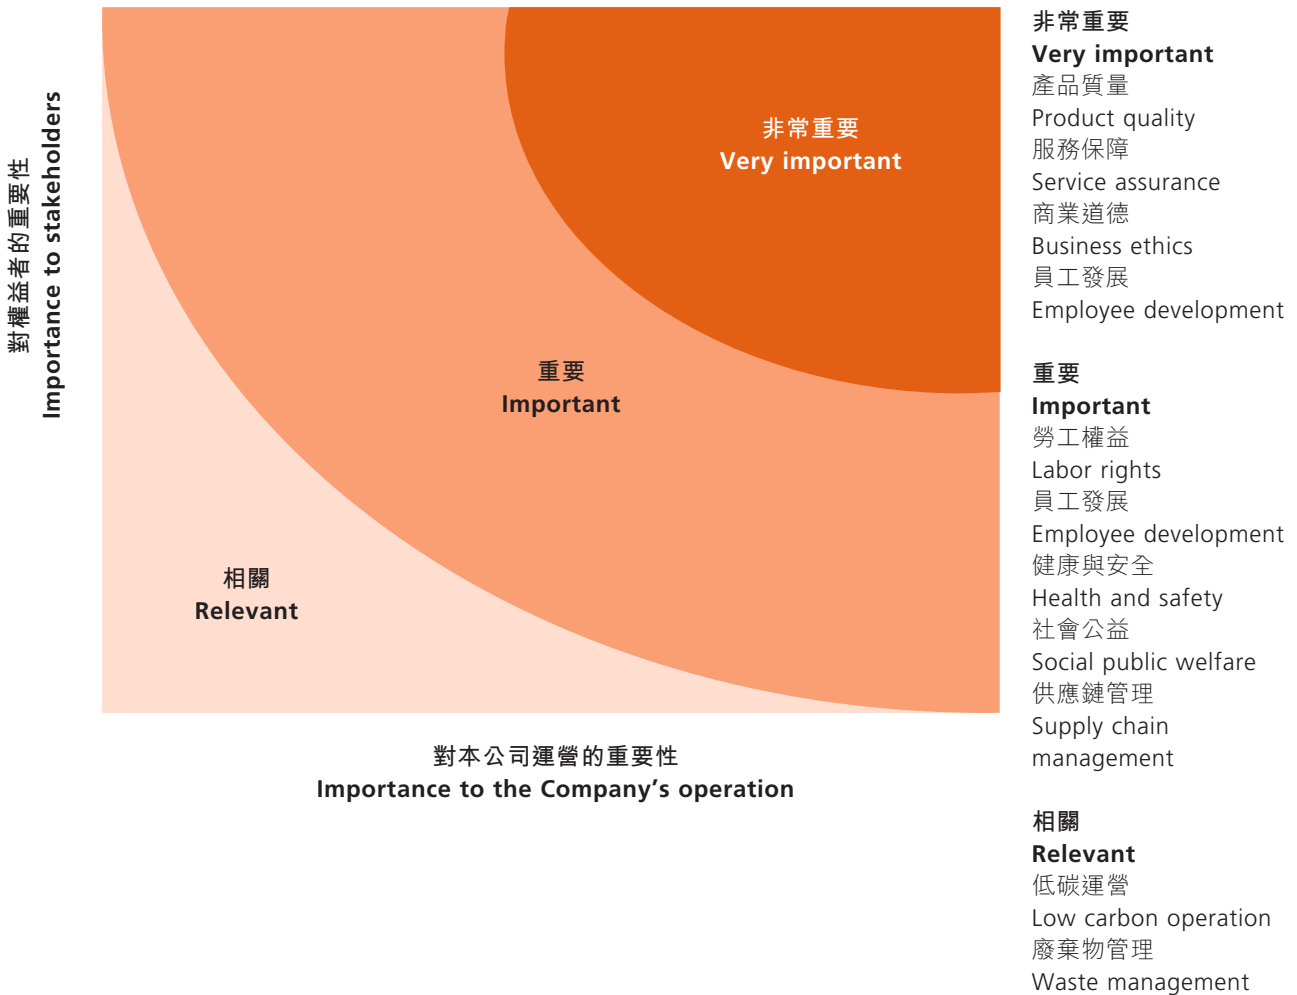 對權益者的重要性
Importance to stakeholders
非常重要
Very important
重要
Important
相關
Relevant
對本公司運營的重要性
Importance to the Company’s operation
非常重要
Very important
產品質量
Product quality
服務保障
Service assurance
商業道德
Business ethics
員工發展
Employee development
重要
Important
勞工權益
Labor rights
員工發展
Employee development
健康與安全
Health and safety
社會公益
Social public welfare
供應鏈管理
Supply chain
management
相關
Relevant
低碳運營
Low carbon operation
廢棄物管理
Waste management